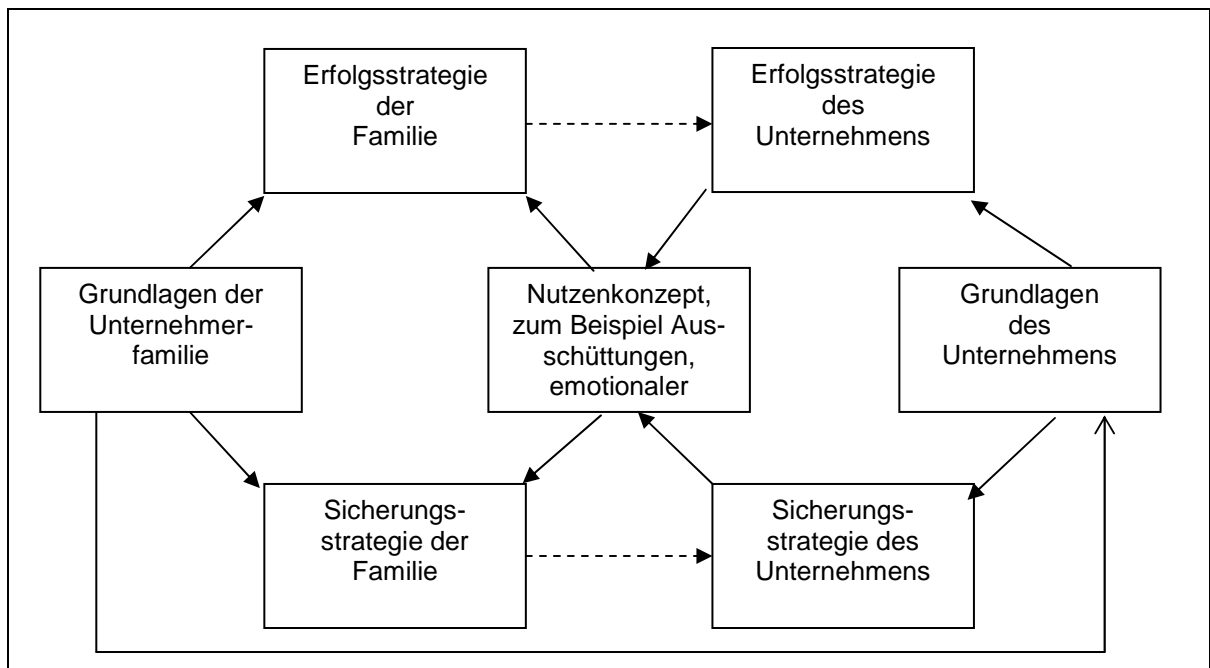 Erfolgsstrategie
der
Familie
Erfolgsstrategie
des
Unternehmens
Grundlagen der
Unternehmer-
familie
Nutzenkonzept,
zum Beispiel Aus-
schüttungen,
emotionaler
Grundlagen
des
Unternehmens
Sicherungs-
strategie der
Familie
Sicherungs-
strategie des
Unternehmens